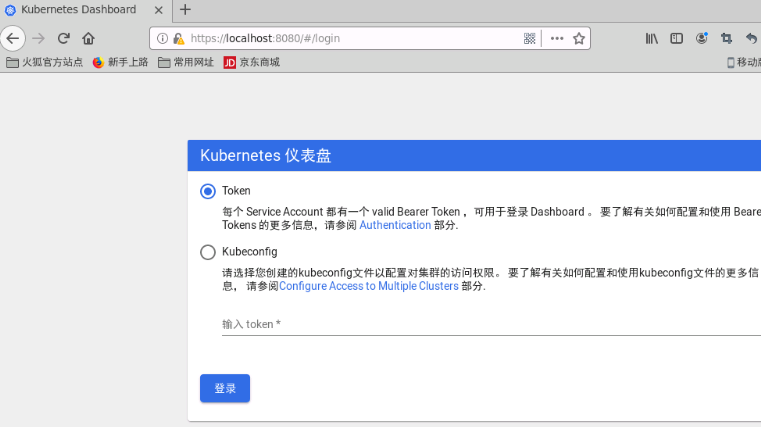 Kubernetes Dashboard
https://localhost:8080/#/login
火狐官方站点 新手上路 常用网址 JD 京东商城
Kubernetes 仪表盘
Token
每个 Service Account 都有一个 valid Bearer Token ，可用于登录 Dashboard 。 要了解有关如何配置和使用 Beare
Tokens 的更多信息，请参阅 Authentication 部分.
Kubeconfig
请选择您创建的kubeconfig文件以配置对集群的访问权限。 要了解有关如何配置和使用kubeconfig文件的更多信
息， 请参阅Configure Access to Multiple Clusters 部分.
输入 token *
登录